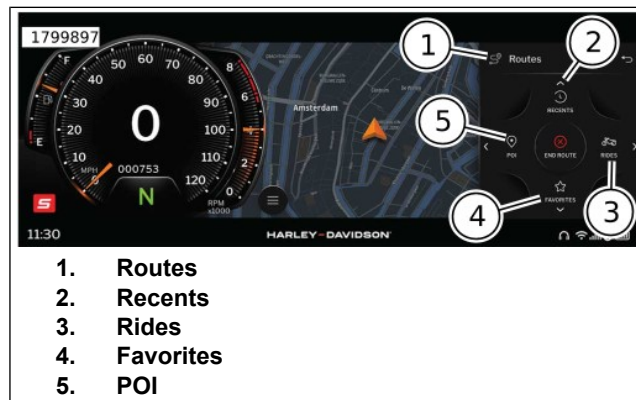 1799897
F
E
0
10
20
30
40
50
60
70
80
90
100
110
120
MPH
0
000753
N
8
6
4
2
0
RPM
x1000
S
Amsterdam
1
Routes
2
RECENTS
5
POI
END ROUTE
RIDES
4
FAVORITES
3
11:30
HARLEY-DAVIDSON
1. Routes
2. Recents
3. Rides
4. Favorites
5. POI